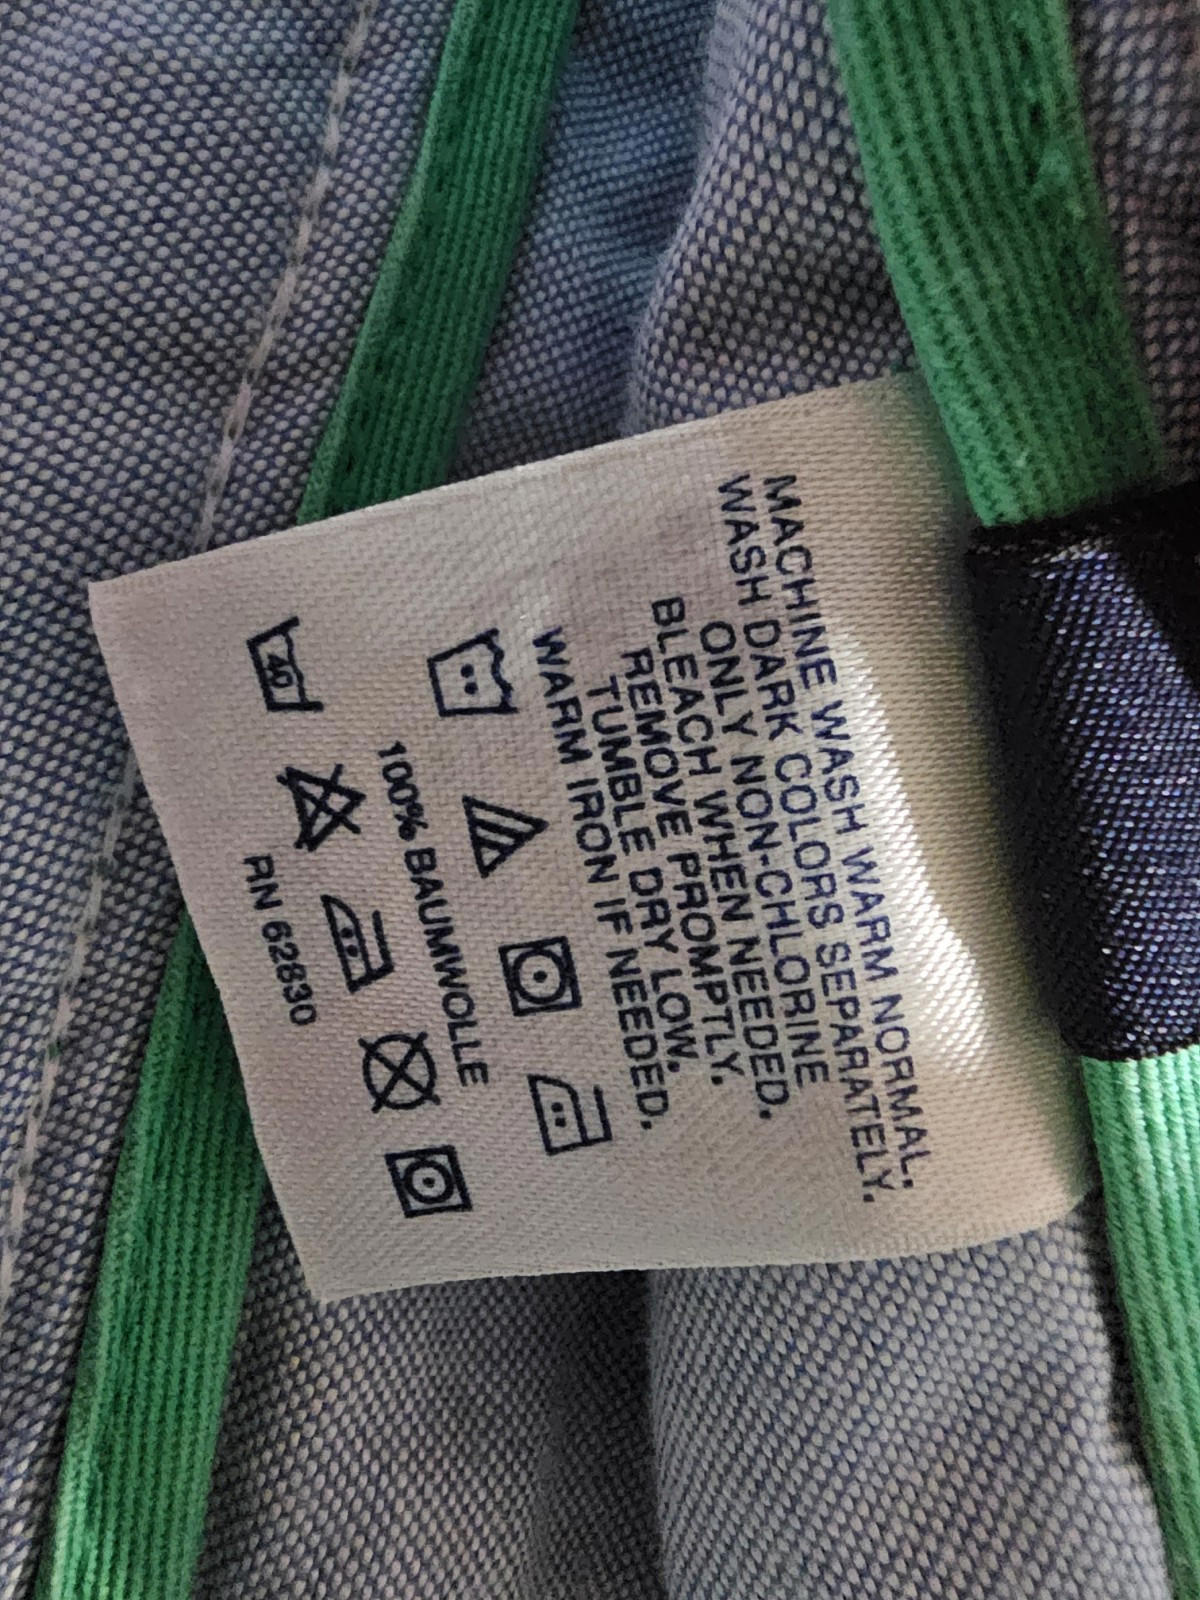 MACHINE WASH WARM NORMAL.
WASH DARK COLORS SEPARATELY.
ONLY NON-CHLORINE
BLEACH WHEN NEEDED.
REMOVE PROMPTLY.
TUMBLE DRY LOW.
WARM IRON IF NEEDED.
100% BAUMWOLLE
40
RN 62830